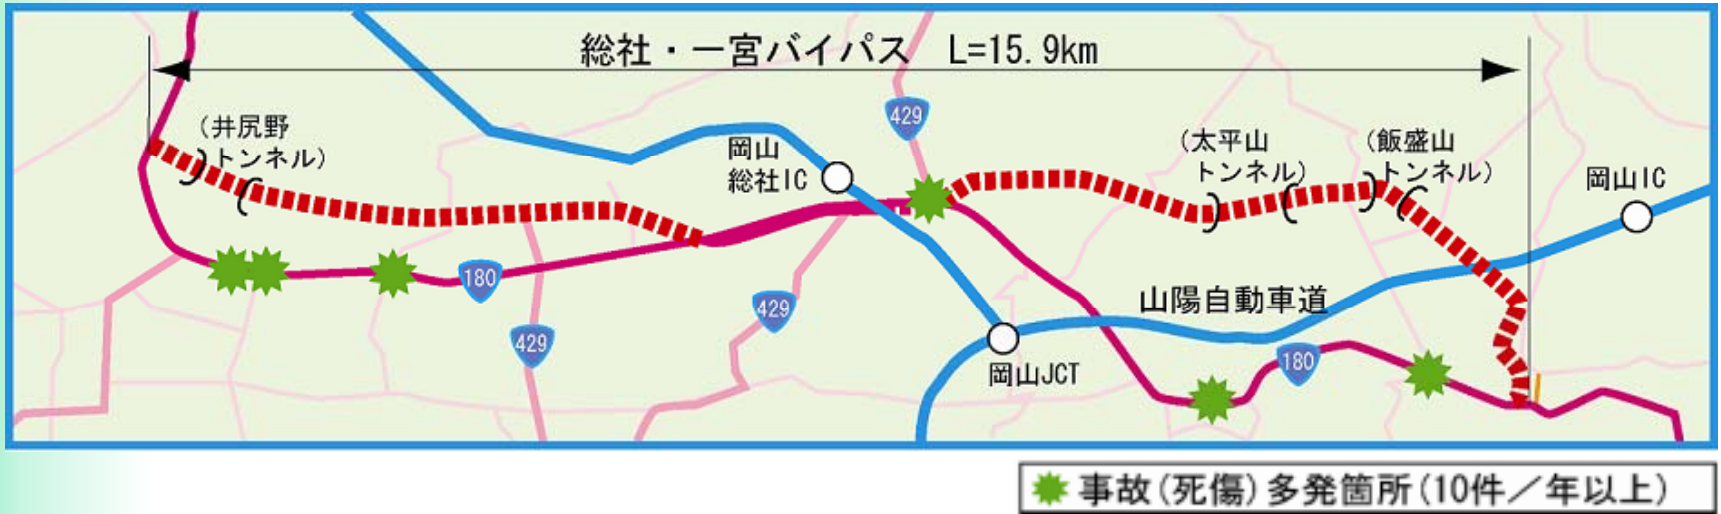 総社・一宮バイパス L=15.9km
429
(井尻野
トンネル)
岡山
総社IC
(太平山
トンネル)
(飯盛山
トンネル)
岡山IC
180
429
429
山陽自動車道
岡山JCT
180
事故(死傷)多発箇所(10件/年以上)